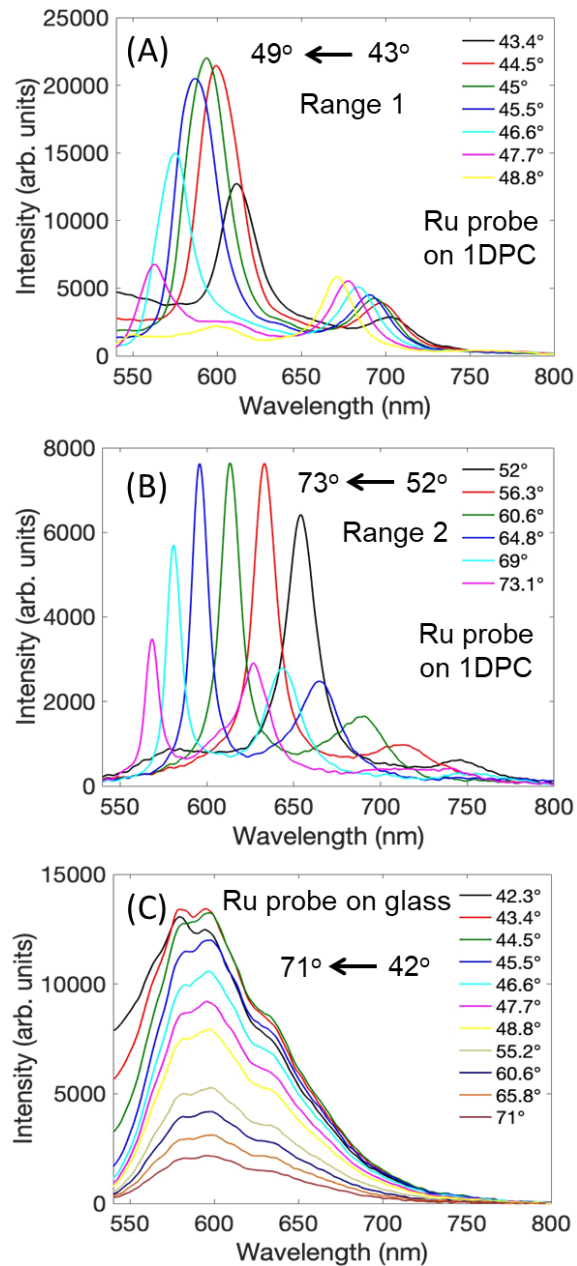 (A)
49° ← 43°
Range 1
Ru probe
on 1DPC
43.4°
44.5°
45°
45.5°
46.6°
47.7°
48.8°
25000
20000
15000
10000
5000
0
Intensity (arb. units)
550 600 650 700 750 800
Wavelength (nm)
(B)
73° ← 52°
Range 2
Ru probe
on 1DPC
52°
56.3°
60.6°
64.8°
69°
73.1°
8000
6000
4000
2000
0
Intensity (arb. units)
550 600 650 700 750 800
Wavelength (nm)
(C)
Ru probe on glass
71° ← 42°
42.3°
43.4°
44.5°
45.5°
46.6°
47.7°
48.8°
55.2°
60.6°
65.8°
71°
15000
10000
5000
0
Intensity (arb. units)
550 600 650 700 750 800
Wavelength (nm)